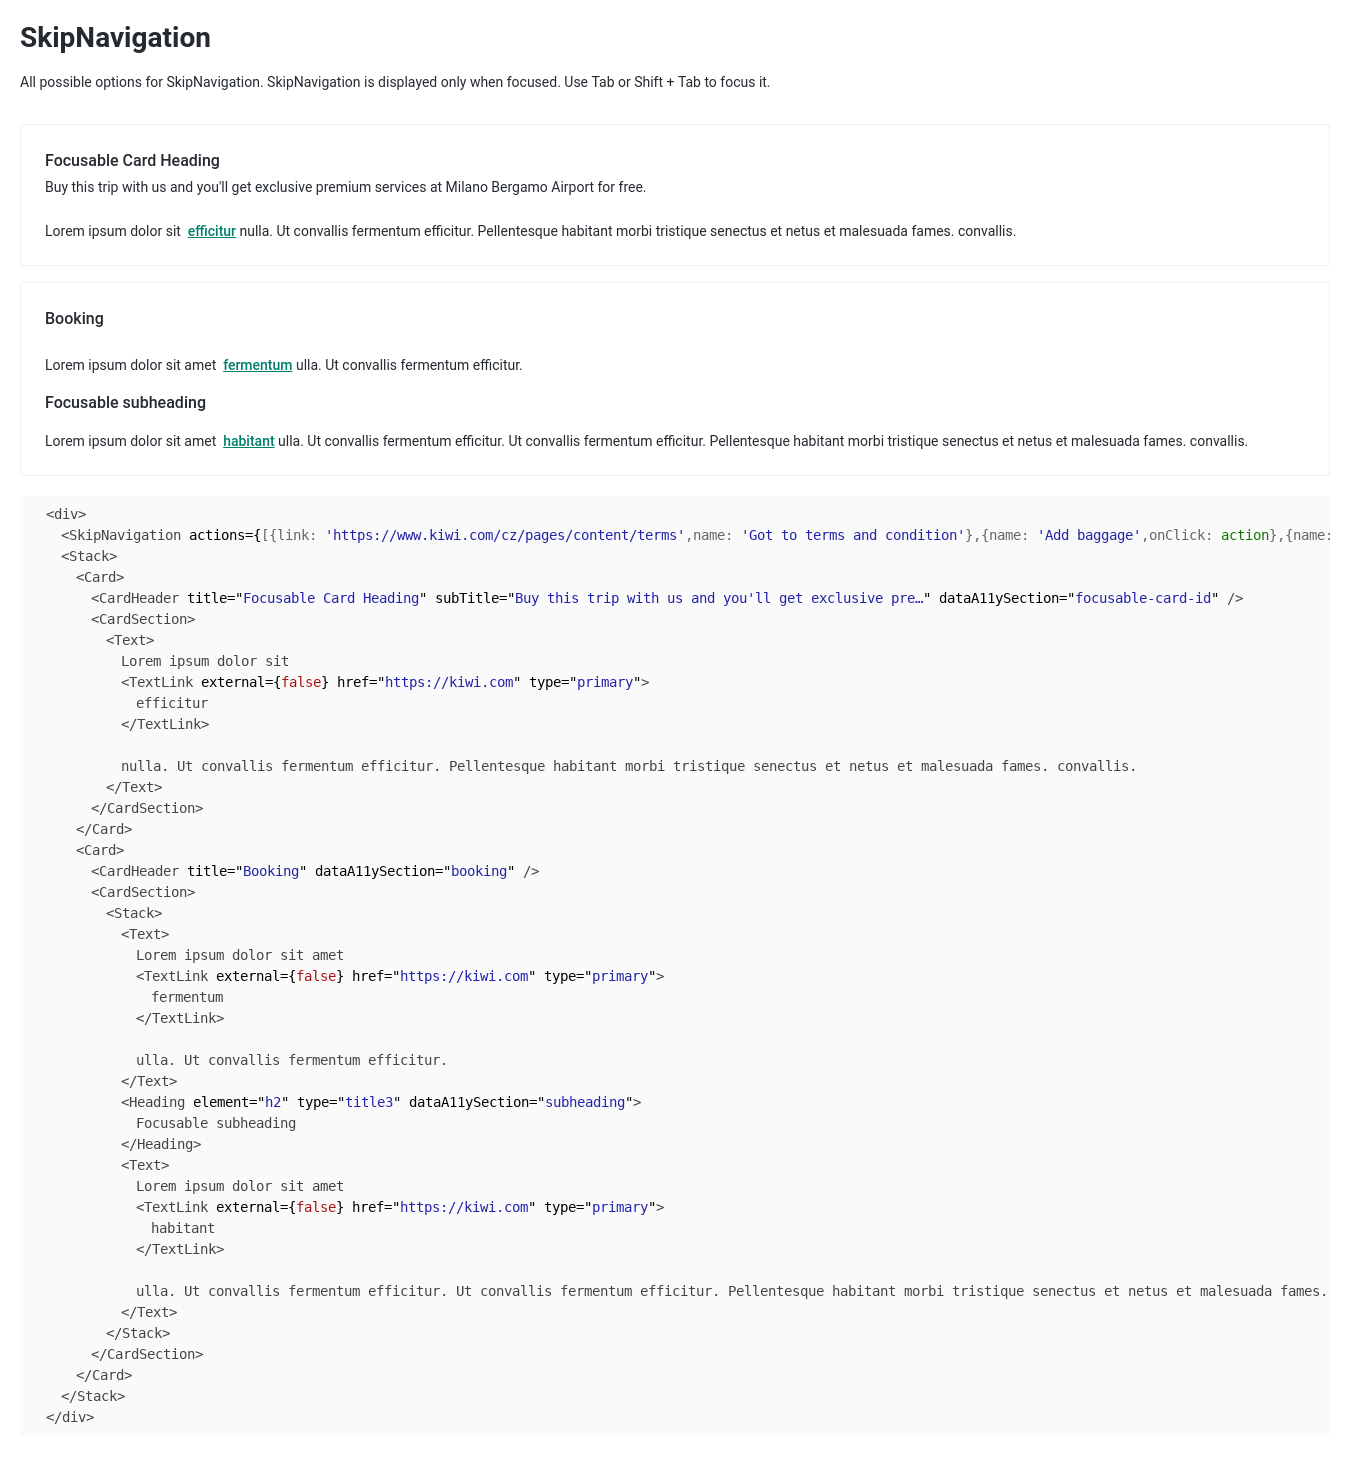 SkipNavigation
All possible options for SkipNavigation. SkipNavigation is displayed only when focused. Use Tab or Shift + Tab to focus it.
Focusable Card Heading
Buy this trip with us and you'll get exclusive premium services at Milano Bergamo Airport for free.
Lorem ipsum dolor sit efficitur nulla. Ut convallis fermentum efficitur. Pellentesque habitant morbi tristique senectus et netus et malesuada fames. convallis.
Booking
Lorem ipsum dolor sit amet fermentum ulla. Ut convallis fermentum efficitur.
Focusable subheading
Lorem ipsum dolor sit amet habitant ulla. Ut convallis fermentum efficitur. Ut convallis fermentum efficitur. Pellentesque habitant morbi tristique senectus et netus et malesuada fames. convallis.
<div>
<SkipNavigation actions={[{link: 'https://www.kiwi.com/cz/pages/content/terms',name: 'Got to terms and condition'},{name: 'Add baggage',onClick: action},{name:
<Stack>
<Card>
<CardHeader title="Focusable Card Heading" subTitle="Buy this trip with us and you'll get exclusive pre…" dataA11ySection="focusable-card-id" />
<CardSection>
<Text>
Lorem ipsum dolor sit
<TextLink external={false} href="https://kiwi.com" type="primary">
efficitur
</TextLink>
nulla. Ut convallis fermentum efficitur. Pellentesque habitant morbi tristique senectus et netus et malesuada fames. convallis.
</Text>
</CardSection>
</Card>
<Card>
<CardHeader title="Booking" dataA11ySection="booking" />
<CardSection>
<Stack>
<Text>
Lorem ipsum dolor sit amet
<TextLink external={false} href="https://kiwi.com" type="primary">
fermentum
</TextLink>
ulla. Ut convallis fermentum efficitur.
</Text>
<Heading element="h2" type="title3" dataA11ySection="subheading">
Focusable subheading
</Heading>
<Text>
Lorem ipsum dolor sit amet
<TextLink external={false} href="https://kiwi.com" type="primary">
habitant
</TextLink>
ulla. Ut convallis fermentum efficitur. Ut convallis fermentum efficitur. Pellentesque habitant morbi tristique senectus et netus et malesuada fames.
</Text>
</Stack>
</CardSection>
</Card>
</Stack>
</div>